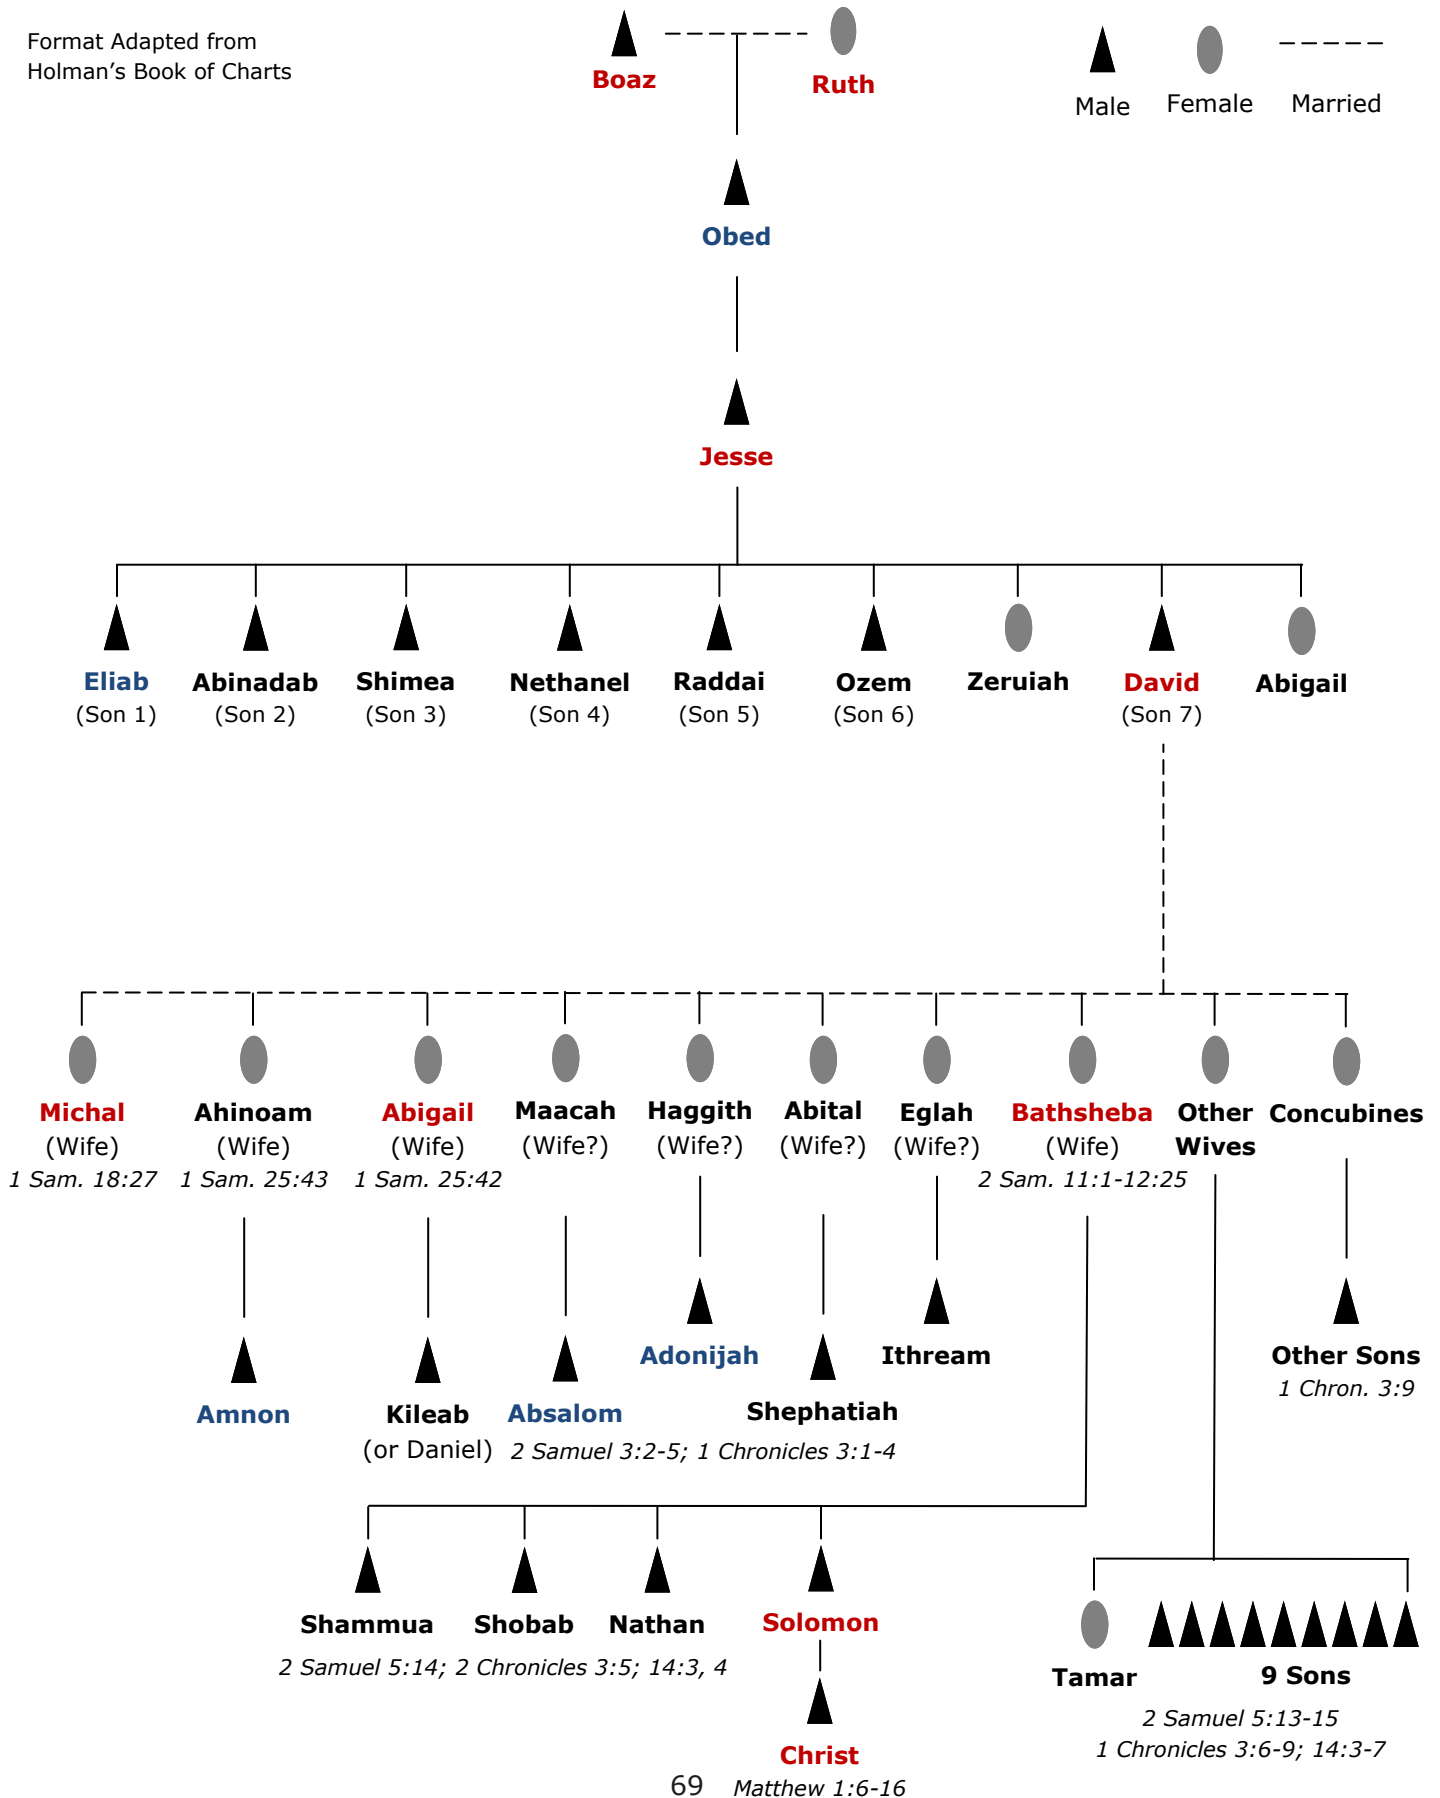 Format Adapted from
Holman's Book of Charts
Boaz
Ruth
Male Female Married
Obed
Jesse
Eliab Abinadab Shimea Nethanel Raddai Ozem Zeruiah David Abigail
(Son 1) (Son 2) (Son 3) (Son 4) (Son 5) (Son 6) (Son 7)
Michal Ahinoam Abigail Maacah Haggith Abital Eglah Bathsheba Other Concubines
(Wife) (Wife) (Wife) (Wife?) (Wife?) (Wife?) (Wife?) (Wife) Wives
1 Sam. 18:27 1 Sam. 25:43 1 Sam. 25:42 2 Sam. 11:1-12:25
Adonijah Ithream Other Sons
1 Chron. 3:9
Amnon Kileab Absalom Shephatiah
(or Daniel) 2 Samuel 3:2-5; 1 Chronicles 3:1-4
Shammua Shobab Nathan Solomon
2 Samuel 5:14; 2 Chronicles 3:5; 14:3, 4
Tamar 9 Sons
2 Samuel 5:13-15
1 Chronicles 3:6-9; 14:3-7
Christ
69 Matthew 1:6-16